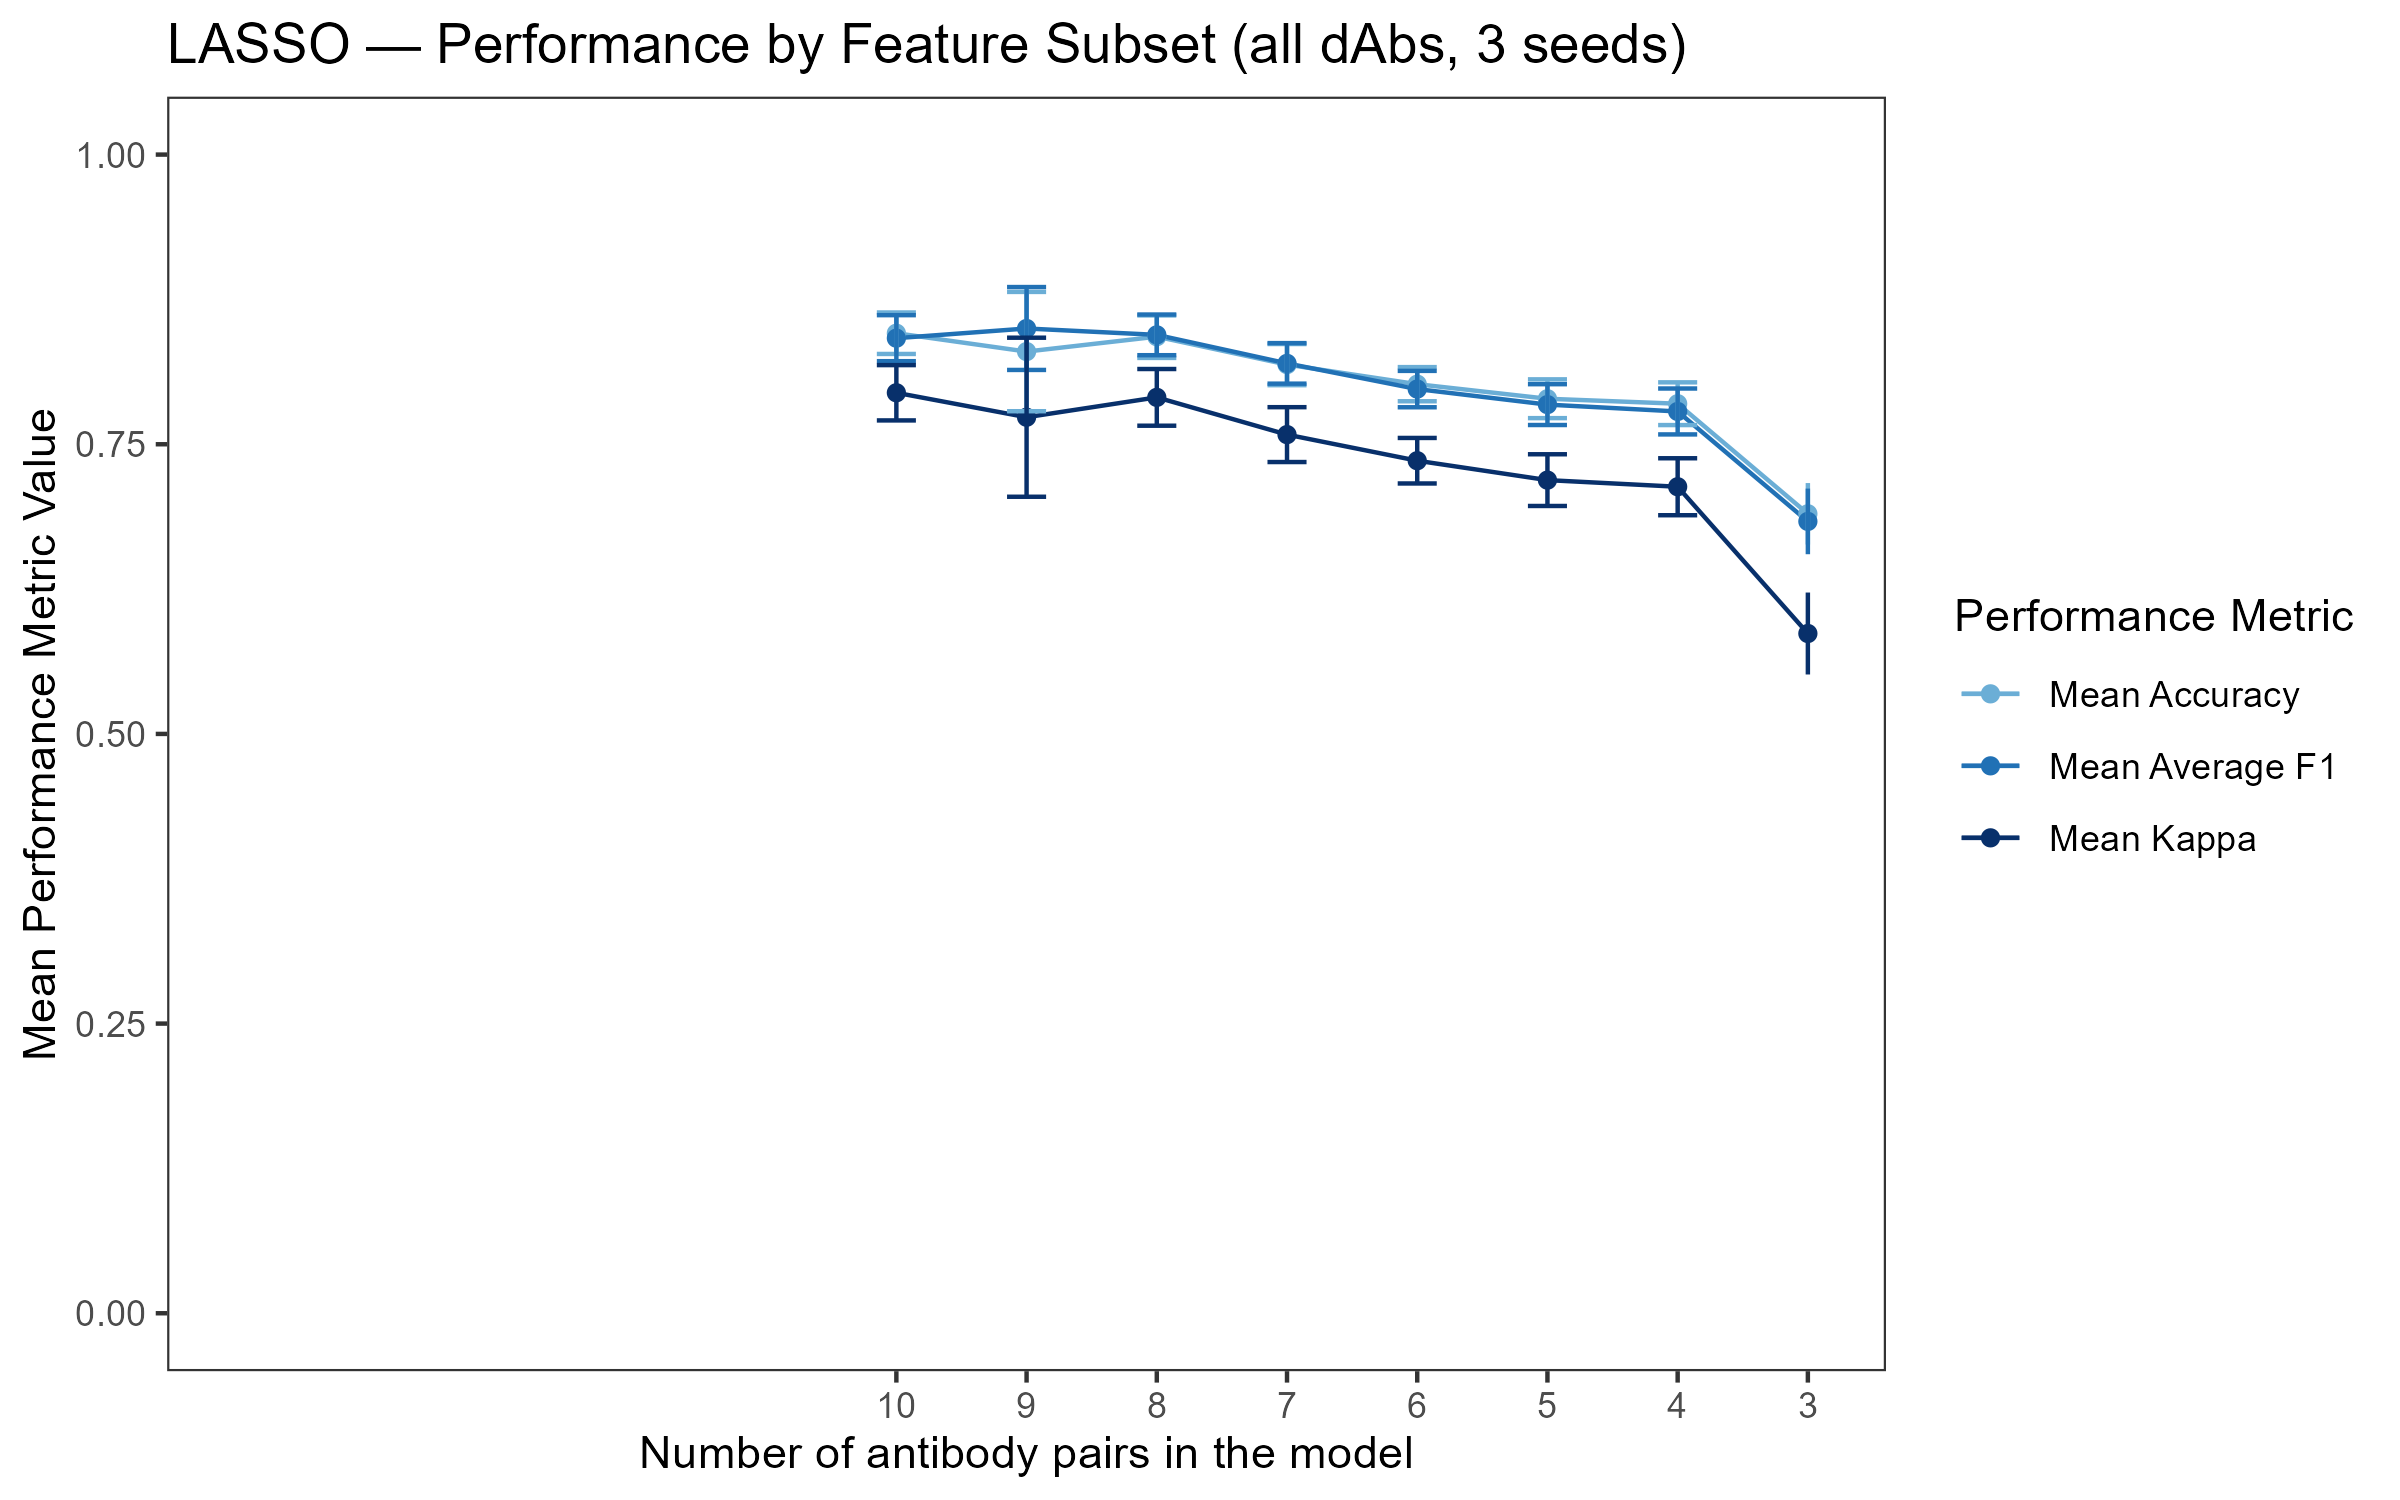 LASSO — Performance by Feature Subset (all dAbs, 3 seeds)
Mean Performance Metric Value
1.00
0.75
0.50
0.25
0.00
10 9 8 7 6 5 4 3
Number of antibody pairs in the model
Performance Metric
Mean Accuracy
Mean Average F1
Mean Kappa